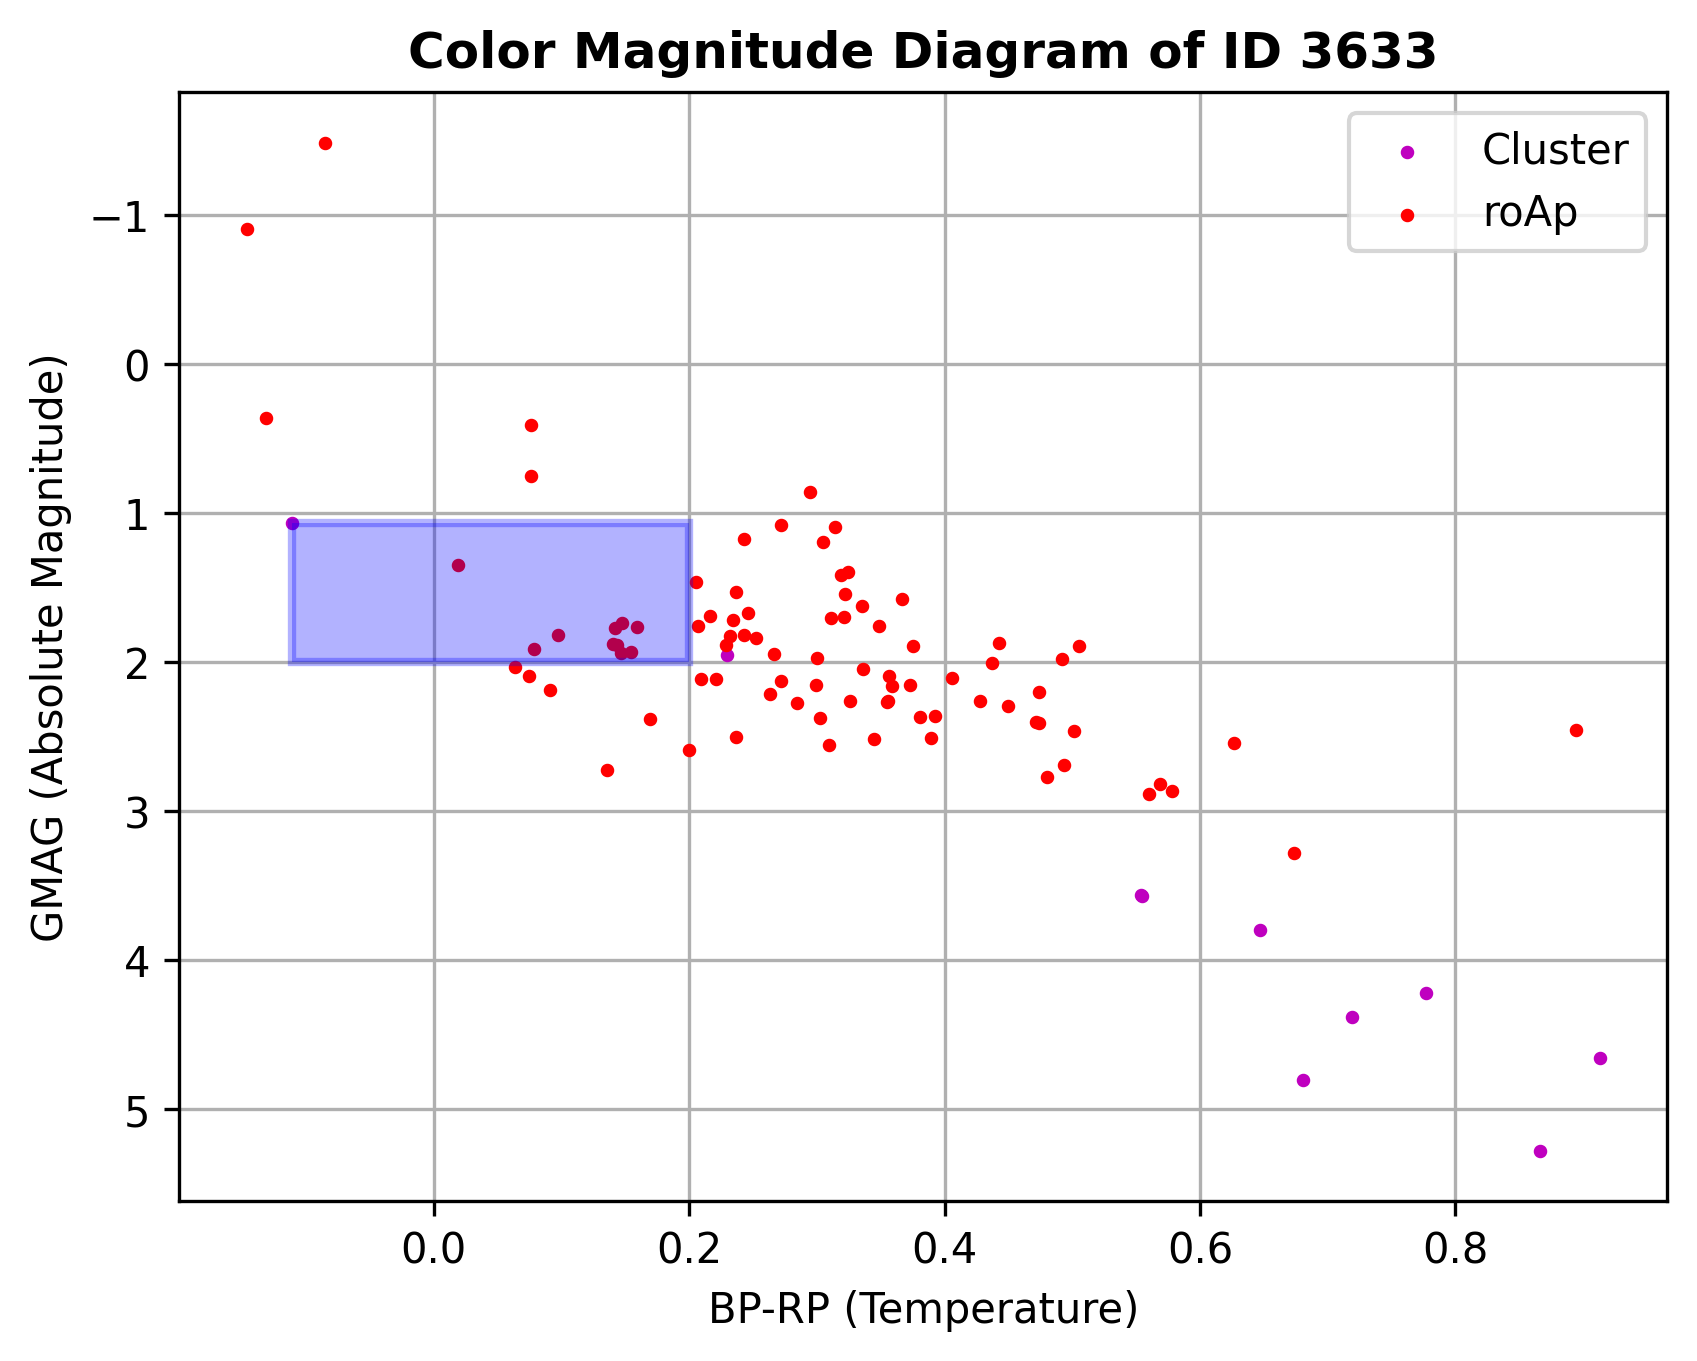 Color Magnitude Diagram of ID 3633
Cluster
roAp
−1
0
1
2
3
4
5
GMAG (Absolute Magnitude)
0.0 0.2 0.4 0.6 0.8
BP-RP (Temperature)